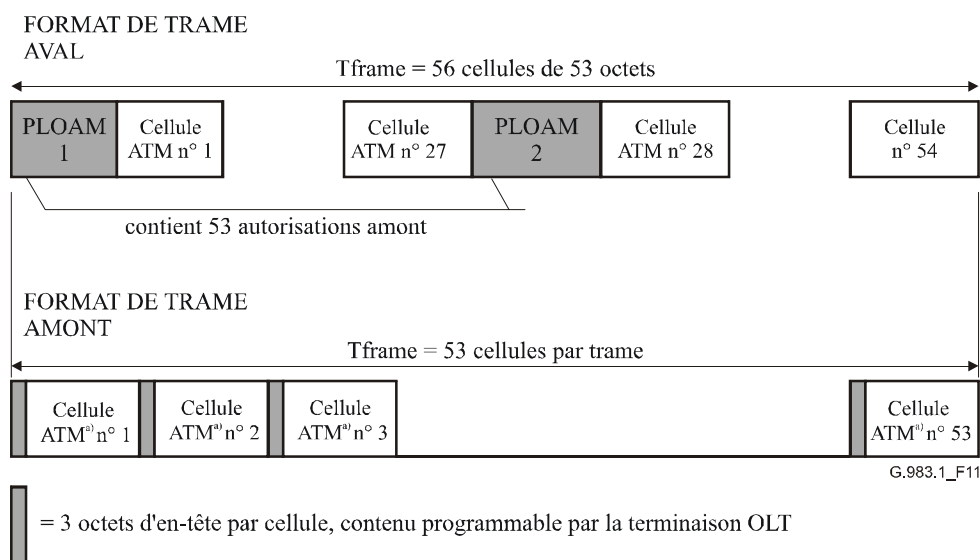 FORMAT DE TRAME
AVAL
Tframe = 56 cellules de 53 octets
PLOAM
1
Cellule
ATM n° 1
Cellule
ATM n° 27
PLOAM
2
Cellule
ATM n° 28
Cellule
n° 54
contient 53 autorisations amont
FORMAT DE TRAME
AMONT
Tframe = 53 cellules par trame
Cellule
ATMᵃ⁾ n° 1
Cellule
ATMᵃ⁾ n° 2
Cellule
ATMᵃ⁾ n° 3
Cellule
ATMᵃ⁾ n° 53
G.983.1_F11
= 3 octets d'en-tête par cellule, contenu programmable par la terminaison OLT